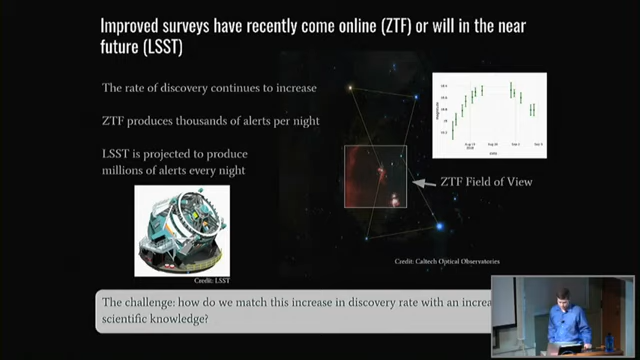 Improved surveys have recently come online (ZTF) or will in the near
future (LSST)
The rate of discovery continues to increase
ZTF produces thousands of alerts per night
LSST is projected to produce
millions of alerts every night
ZTF Field of View
Credit: LSST
Credit: Caltech Optical Observatories
The challenge: how do we match this increase in discovery rate with an
scientific knowledge?